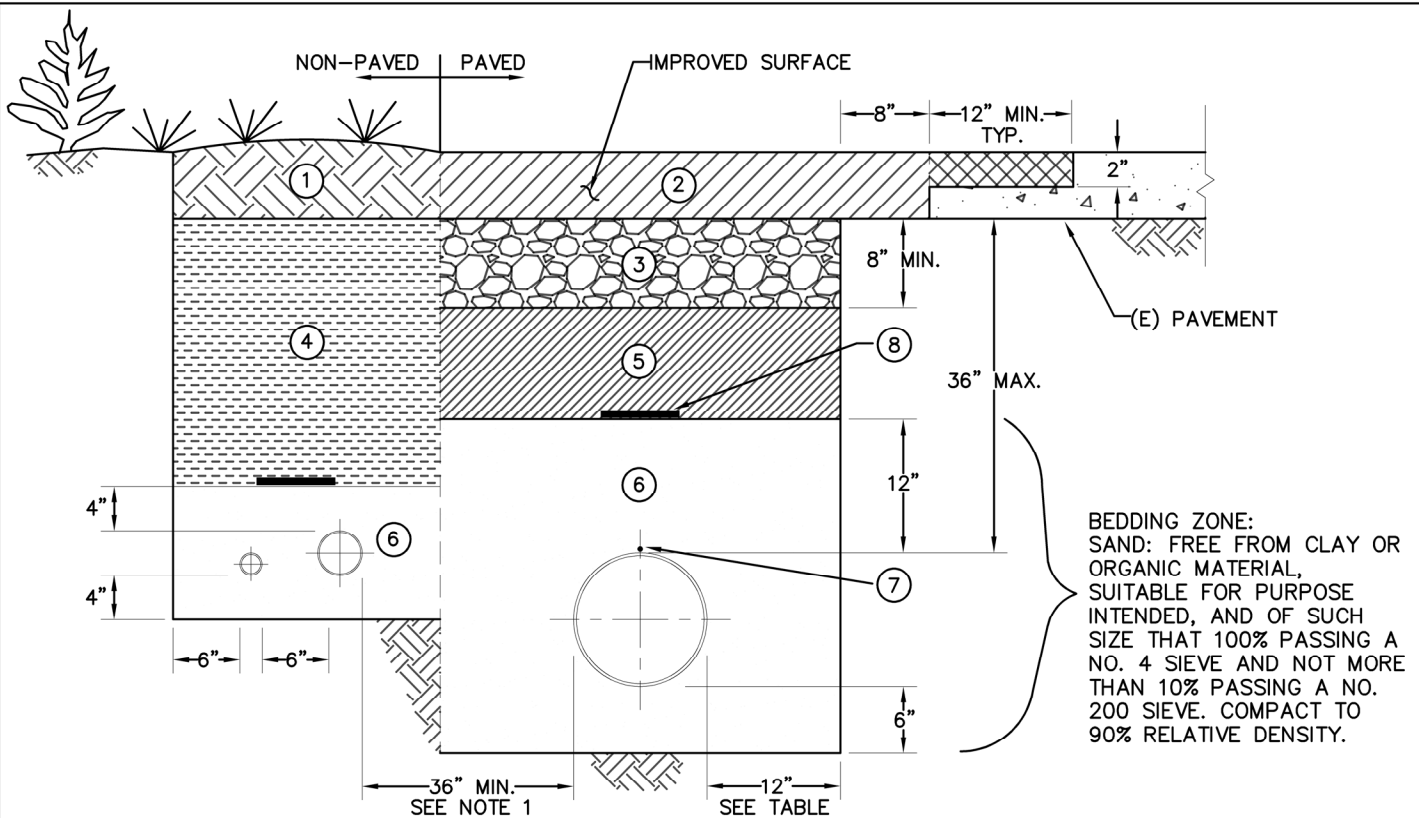 NON-PAVED
PAVED
IMPROVED SURFACE
8"
12" MIN.
TYP.
2"
1
2
3
8" MIN.
(E) PAVEMENT
4
5
8
36" MAX.
6
12"
4"
6
7
4"
BEDDING ZONE:
SAND: FREE FROM CLAY OR
ORGANIC MATERIAL,
SUITABLE FOR PURPOSE
INTENDED, AND OF SUCH
SIZE THAT 100% PASSING A
NO. 4 SIEVE AND NOT MORE
THAN 10% PASSING A NO.
200 SIEVE. COMPACT TO
90% RELATIVE DENSITY.
6"
6"
6"
36" MIN.
SEE NOTE 1
12"
SEE TABLE